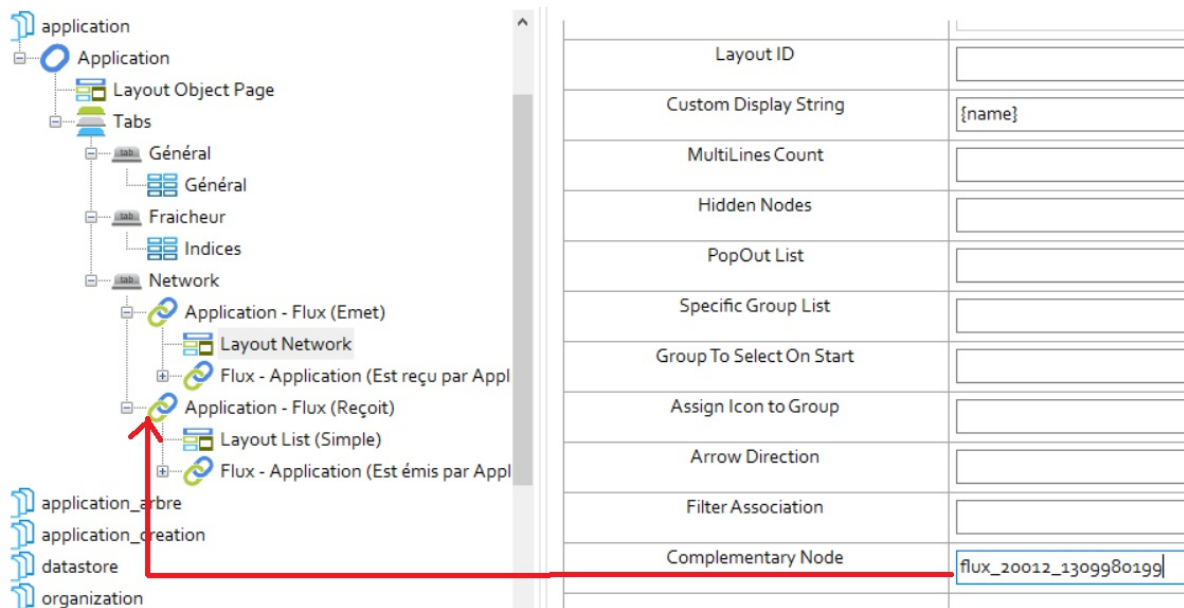 application
Application
Layout Object Page
Tabs
tab Général
Général
tab Fraicheur
Indices
tab Network
Application - Flux (Emet)
Layout Network
Flux - Application (Est reçu par Appl
Application - Flux (Reçoit)
Layout List (Simple)
Flux - Application (Est émis par Appl
application_arbre
application_creation
datastore
organization
Layout ID
Custom Display String {name}
MultiLines Count
Hidden Nodes
PopOut List
Specific Group List
Group To Select On Start
Assign Icon to Group
Arrow Direction
Filter Association
Complementary Node flux_20012_1309980199